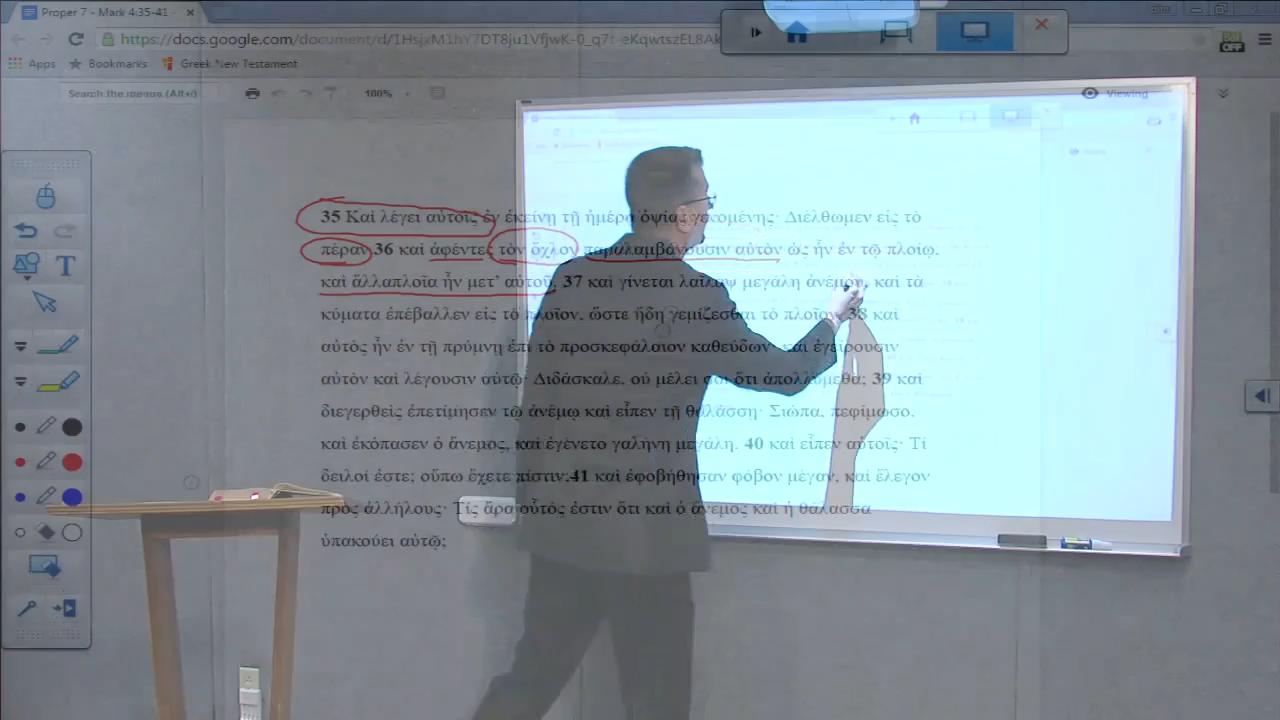 Proper 7 - Mark 4:35-41
https://docs.google.com/document/d/1HsjxM1hY7DT8ju1VfjwK-0_q7t-eKqwtszEL8Ak
Apps Bookmarks Greek New Testament
Search the menus (Alt+/) 100% Viewing
35 Καὶ λέγει αὐτοῖς ἐν ἐκείνῃ τῇ ἡμέρᾳ ὀψίας γενομένης· Διέλθωμεν εἰς τὸ
πέραν 36 καὶ ἀφέντες τὸν ὄχλον παραλαμβάνουσιν αὐτὸν ὡς ἦν ἐν τῷ πλοίῳ,
καὶ ἄλλαπλοῖα ἦν μετ’ αὐτοῦ. 37 καὶ γίνεται λαῖλαψ μεγάλη ἀνέμου, καὶ τὰ
κύματα ἐπέβαλλεν εἰς τὸ πλοῖον, ὥστε ἤδη γεμίζεσθαι τὸ πλοῖον. 38 καὶ
αὐτὸς ἦν ἐν τῇ πρύμνῃ ἐπὶ τὸ προσκεφάλαιον καθεύδων· καὶ ἐγείρουσιν
αὐτὸν καὶ λέγουσιν αὐτῷ· Διδάσκαλε, οὐ μέλει σοι ὅτι ἀπολλύμεθα; 39 καὶ
διεγερθεὶς ἐπετίμησεν τῷ ἀνέμῳ καὶ εἶπεν τῇ θαλάσσῃ· Σιώπα, πεφίμωσο.
καὶ ἐκόπασεν ὁ ἄνεμος, καὶ ἐγένετο γαλήνη μεγάλη. 40 καὶ εἶπεν αὐτοῖς· Τί
δειλοί ἐστε; οὔπω ἔχετε πίστιν;41 καὶ ἐφοβήθησαν φόβον μέγαν, καὶ ἔλεγον
πρὸς ἀλλήλους· Τίς ἄρα οὗτός ἐστιν ὅτι καὶ ὁ ἄνεμος καὶ ἡ θάλασσα
ὑπακούει αὐτῷ;